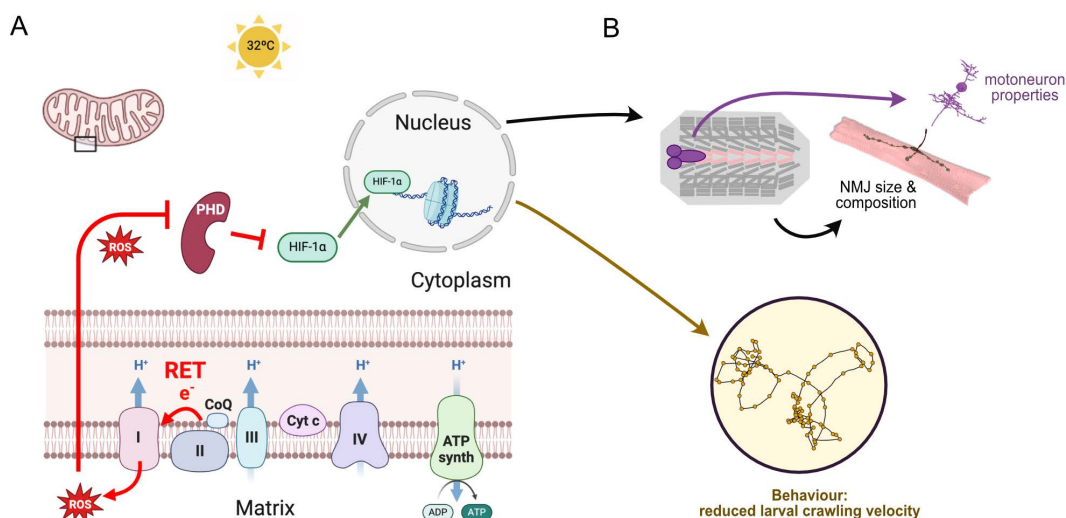 A
32ºC
Nucleus
HIF-1α
PHD
ROS
HIF-1α
Cytoplasm
H⁺
RET
e⁻
CoQ
H⁺
H⁺
H⁺
I
II
III
Cyt c
IV
ATP
synth
ROS
Matrix
ADP
ATP
B
motoneuron
properties
NMJ size &
composition
Behaviour:
reduced larval crawling velocity